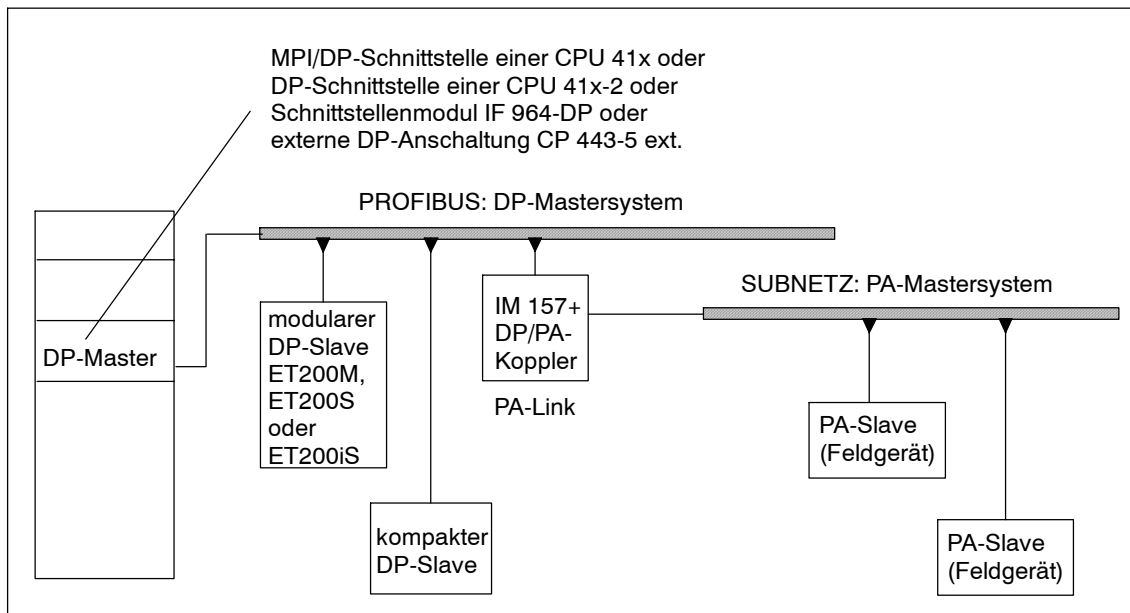 MPI/DP-Schnittstelle einer CPU 41x oder
DP-Schnittstelle einer CPU 41x-2 oder
Schnittstellenmodul IF 964-DP oder
externe DP-Anschaltung CP 443-5 ext.
PROFIBUS: DP-Mastersystem
SUBNETZ: PA-Mastersystem
DP-Master
modularer
DP-Slave
ET200M,
ET200S
oder
ET200iS
IM 157+
DP/PA-
Koppler
PA-Link
kompakter
DP-Slave
PA-Slave
(Feldgerät)
PA-Slave
(Feldgerät)